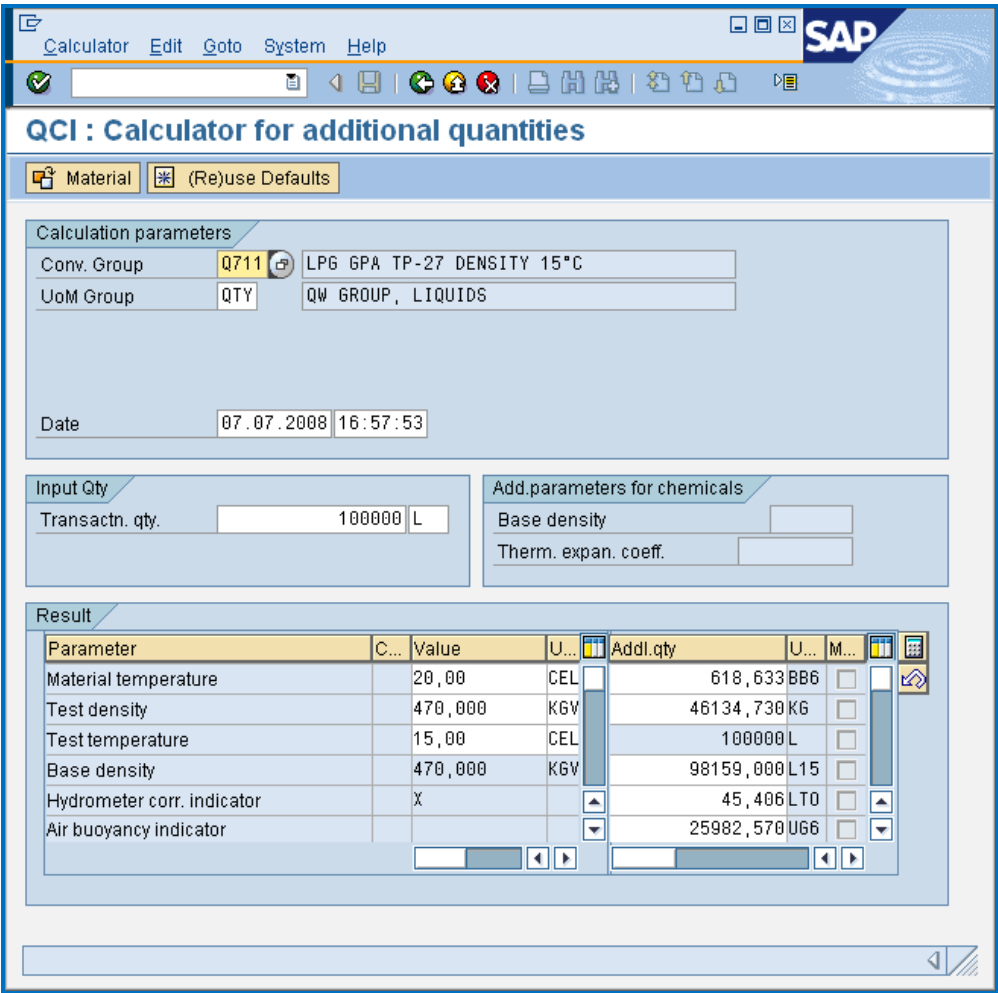 Calculator Edit Goto System Help
SAP
QCI : Calculator for additional quantities
Material (Re)use Defaults
Calculation parameters
Conv. Group Q711 LPG GPA TP-27 DENSITY 15°C
UoM Group QTY QW GROUP, LIQUIDS
Date 07.07.2008 16:57:53
Input Qty Add.parameters for chemicals
Transactn. qty. 100000 L Base density
Therm. expan. coeff.
Result
Parameter C... Value U... Addl.qty U... M...
Material temperature 20,00 CEL 618,633 BB6
Test density 470,000 KGV 46134,730 KG
Test temperature 15,00 CEL 100000 L
Base density 470,000 KGV 98159,000 L15
Hydrometer corr. indicator X 45,406 LTO
Air buoyancy indicator 25982,570 UG6